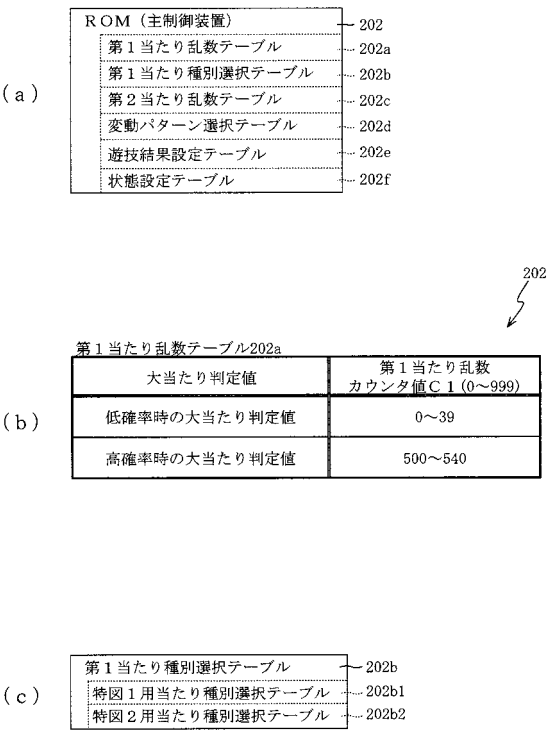 ROM（主制御装置） 202
第１当たり乱数テーブル 202a
第１当たり種別選択テーブル 202b
（a） 第２当たり乱数テーブル 202c
変動パターン選択テーブル 202d
遊技結果設定テーブル 202e
状態設定テーブル 202f
202
第１当たり乱数テーブル202a
大当たり判定値 第１当たり乱数
カウンタ値C１(0～999)
（b） 低確率時の大当たり判定値 0～39
高確率時の大当たり判定値 500～540
第１当たり種別選択テーブル 202b
（c） 特図１用当たり種別選択テーブル 202b1
特図２用当たり種別選択テーブル 202b2